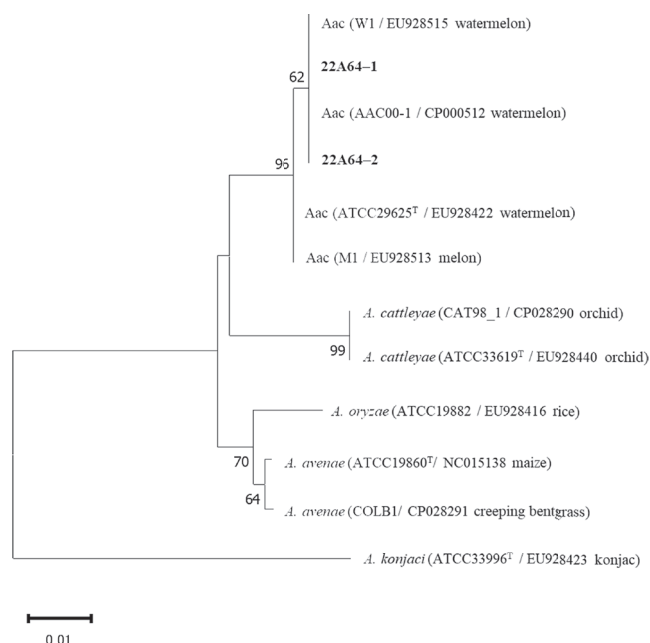 Aac (W1 / EU928515 watermelon)
62
22A64–1
Aac (AAC00-1 / CP000512 watermelon)
96
22A64–2
Aac (ATCC29625ᵀ / EU928422 watermelon)
Aac (M1 / EU928513 melon)
A. cattleyae (CAT98_1 / CP028290 orchid)
99
A. cattleyae (ATCC33619ᵀ / EU928440 orchid)
A. oryzae (ATCC19882 / EU928416 rice)
70
A. avenae (ATCC19860ᵀ/ NC015138 maize)
64
A. avenae (COLB1/ CP028291 creeping bentgrass)
A. konjaci (ATCC33996ᵀ / EU928423 konjac)
0.01